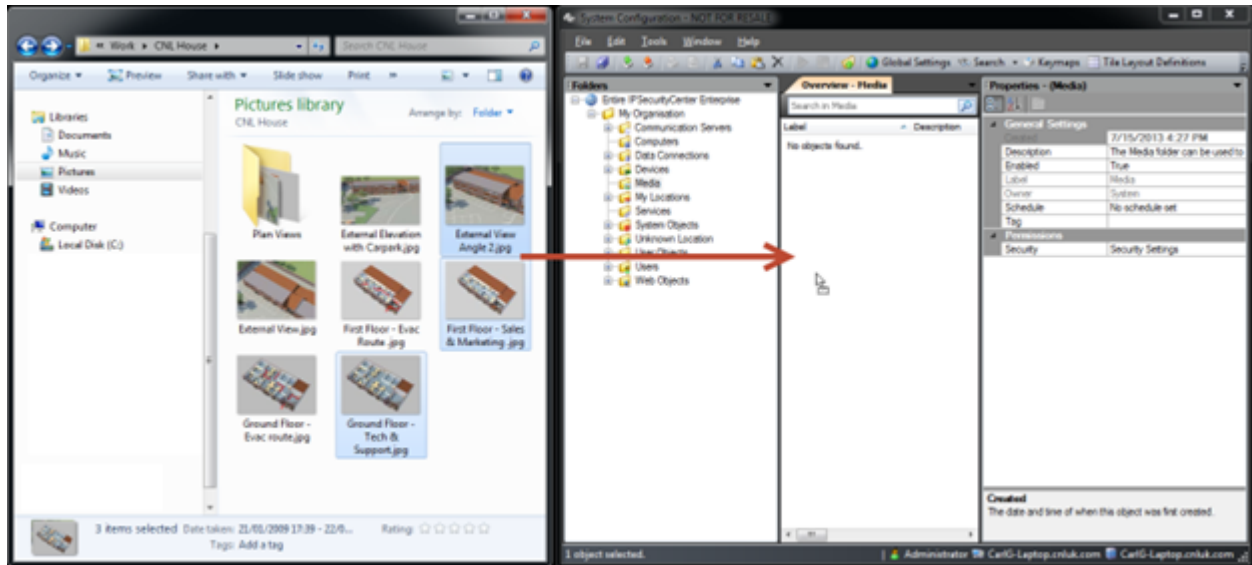 Work ▸ CNL House ▸
Search CNL House
Organize ▾ Preview Share with ▾ Slide show Print »
Libraries
Documents
Music
Pictures
Videos
Computer
Local Disk (C:)
Pictures library
CNL House
Arrange by: Folder ▾
Plan Views
External Elevation with Carpark.jpg
External View Angle 2.jpg
External View.jpg
First Floor - Evac Route .jpg
First Floor - Sales & Marketing .jpg
Ground Floor - Evac route.jpg
Ground Floor - Tech & Support.jpg
3 items selected Date taken: 21/01/2009 17:39 - 22/0... Rating:
Tags: Add a tag
System Configuration - NOT FOR RESALE
File Edit Tools Window Help
Global Settings Search Keymaps Tile Layout Definitions
Folders
Entire IPSecurityCenter Enterprise
My Organisation
Communication Servers
Computers
Data Connections
Devices
Media
My Locations
Services
System Objects
Unknown Location
User Objects
Users
Web Objects
Overview - Media
Search in Media
Label Description
No objects found.
Properties - (Media)
General Settings
Created 7/15/2013 4:27 PM
Description The Media folder can be used to
Enabled True
Label Media
Owner System
Schedule No schedule set
Tag
Permissions
Security Security Settings
Created
The date and time of when this object was first created.
1 object selected.
Administrator CarlG-Laptop.cnluk.com CarlG-Laptop.cnluk.com